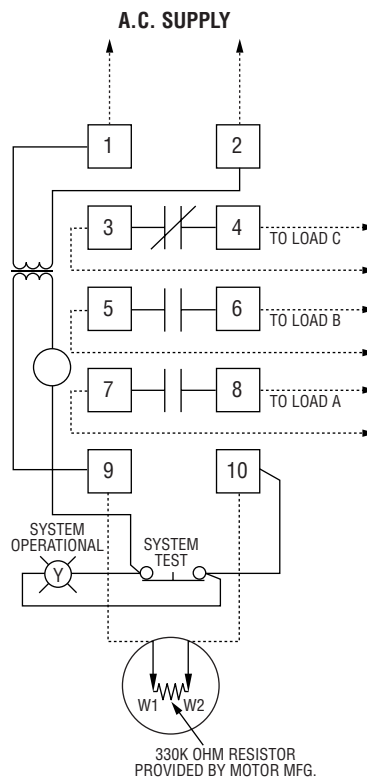 A.C. SUPPLY
1
2
3
4
TO LOAD C
5
6
TO LOAD B
7
8
TO LOAD A
9
10
SYSTEM
OPERATIONAL
SYSTEM
TEST
Y
W1
W2
330K OHM RESISTOR
PROVIDED BY MOTOR MFG.